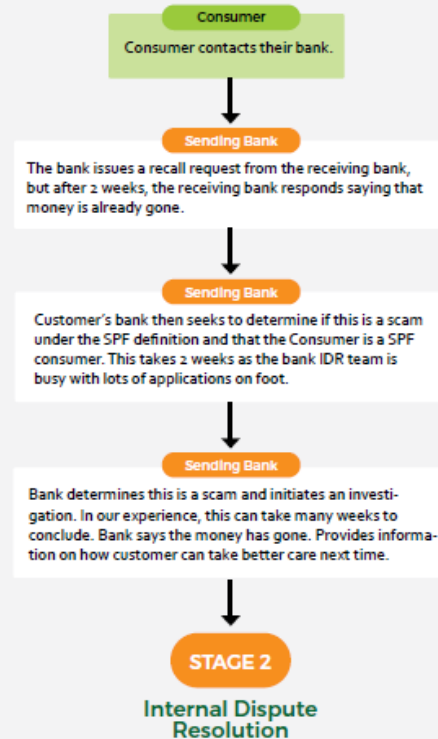 Consumer
Consumer contacts their bank.
Sending Bank
The bank issues a recall request from the receiving bank,
but after 2 weeks, the receiving bank responds saying that
money is already gone.
Sending Bank
Customer's bank then seeks to determine if this is a scam
under the SPF definition and that the Consumer is a SPF
consumer. This takes 2 weeks as the bank IDR team is
busy with lots of applications on foot.
Sending Bank
Bank determines this is a scam and initiates an investi-
gation. In our experience, this can take many weeks to
conclude. Bank says the money has gone. Provides informa-
tion on how customer can take better care next time.
STAGE 2
Internal Dispute
Resolution